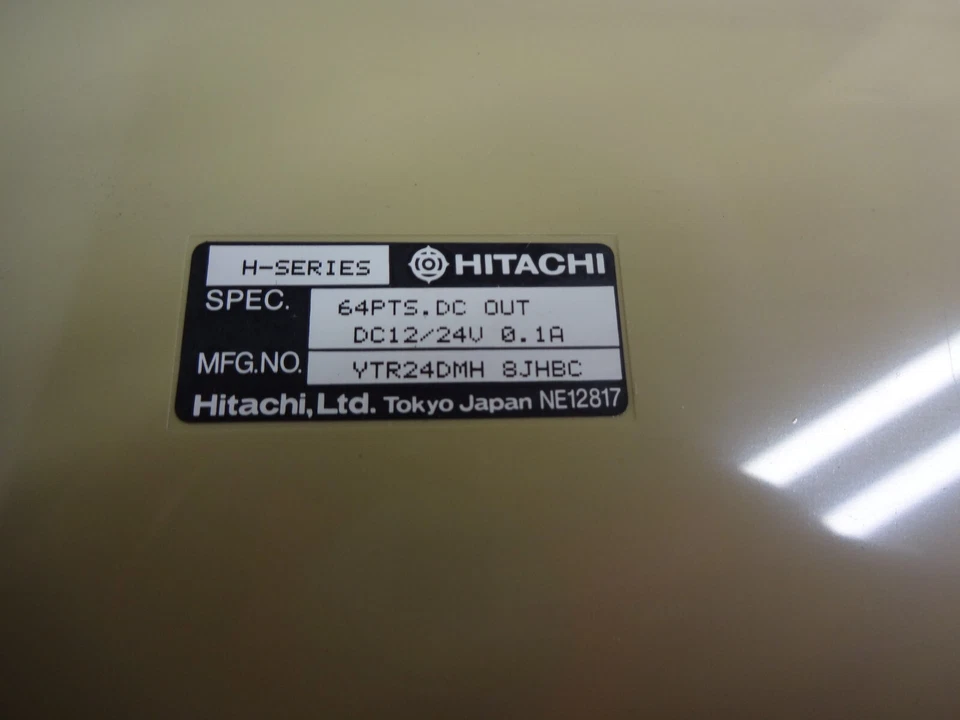 H-SERIES HITACHI
SPEC. 64PTS.DC OUT
DC12/24V 0.1A
MFG.NO. YTR24DMH 8JHBC
Hitachi,Ltd. Tokyo Japan NE12817